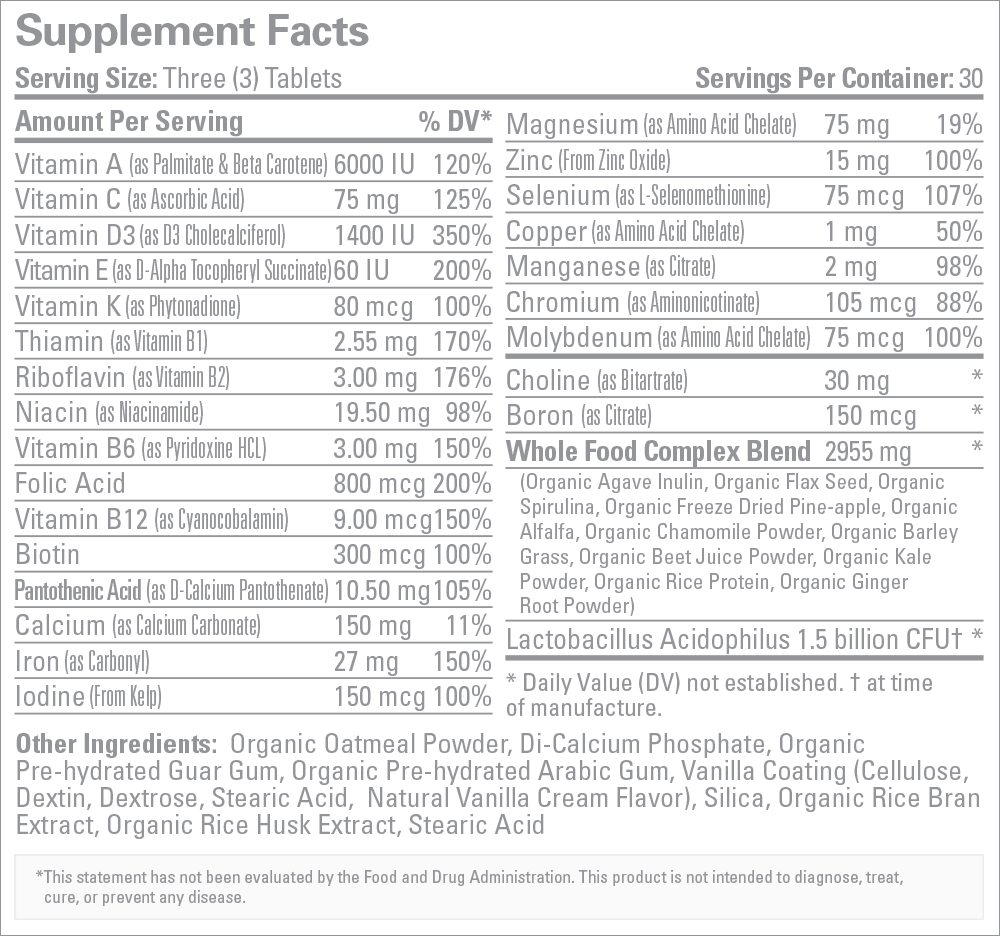 Supplement Facts
Serving Size: Three (3) Tablets
Servings Per Container: 30
Amount Per Serving % DV*
Vitamin A (as Palmitate & Beta Carotene) 6000 IU 120%
Vitamin C (as Ascorbic Acid) 75 mg 125%
Vitamin D3 (as D3 Cholecalciferol) 1400 IU 350%
Vitamin E (as D-Alpha Tocopheryl Succinate) 60 IU 200%
Vitamin K (as Phytonadione) 80 mcg 100%
Thiamin (as Vitamin B1) 2.55 mg 170%
Riboflavin (as Vitamin B2) 3.00 mg 176%
Niacin (as Niacinamide) 19.50 mg 98%
Vitamin B6 (as Pyridoxine HCL) 3.00 mg 150%
Folic Acid 800 mcg 200%
Vitamin B12 (as Cyanocobalamin) 9.00 mcg 150%
Biotin 300 mcg 100%
Pantothenic Acid (as D-Calcium Pantothenate) 10.50 mg 105%
Calcium (as Calcium Carbonate) 150 mg 11%
Iron (as Carbonyl) 27 mg 150%
Iodine (From Kelp) 150 mcg 100%
Magnesium (as Amino Acid Chelate) 75 mg 19%
Zinc (From Zinc Oxide) 15 mg 100%
Selenium (as L-Selenomethionine) 75 mcg 107%
Copper (as Amino Acid Chelate) 1 mg 50%
Manganese (as Citrate) 2 mg 98%
Chromium (as Aminonicotinate) 105 mcg 88%
Molybdenum (as Amino Acid Chelate) 75 mcg 100%
Choline (as Bitartrate) 30 mg *
Boron (as Citrate) 150 mcg *
Whole Food Complex Blend 2955 mg *
(Organic Agave Inulin, Organic Flax Seed, Organic
Spirulina, Organic Freeze Dried Pine-apple, Organic
Alfalfa, Organic Chamomile Powder, Organic Barley
Grass, Organic Beet Juice Powder, Organic Kale
Powder, Organic Rice Protein, Organic Ginger
Root Powder)
Lactobacillus Acidophilus 1.5 billion CFU† *
* Daily Value (DV) not established. † at time
of manufacture.
Other Ingredients: Organic Oatmeal Powder, Di-Calcium Phosphate, Organic
Pre-hydrated Guar Gum, Organic Pre-hydrated Arabic Gum, Vanilla Coating (Cellulose,
Dextin, Dextrose, Stearic Acid, Natural Vanilla Cream Flavor), Silica, Organic Rice Bran
Extract, Organic Rice Husk Extract, Stearic Acid
*This statement has not been evaluated by the Food and Drug Administration. This product is not intended to diagnose, treat,
cure, or prevent any disease.